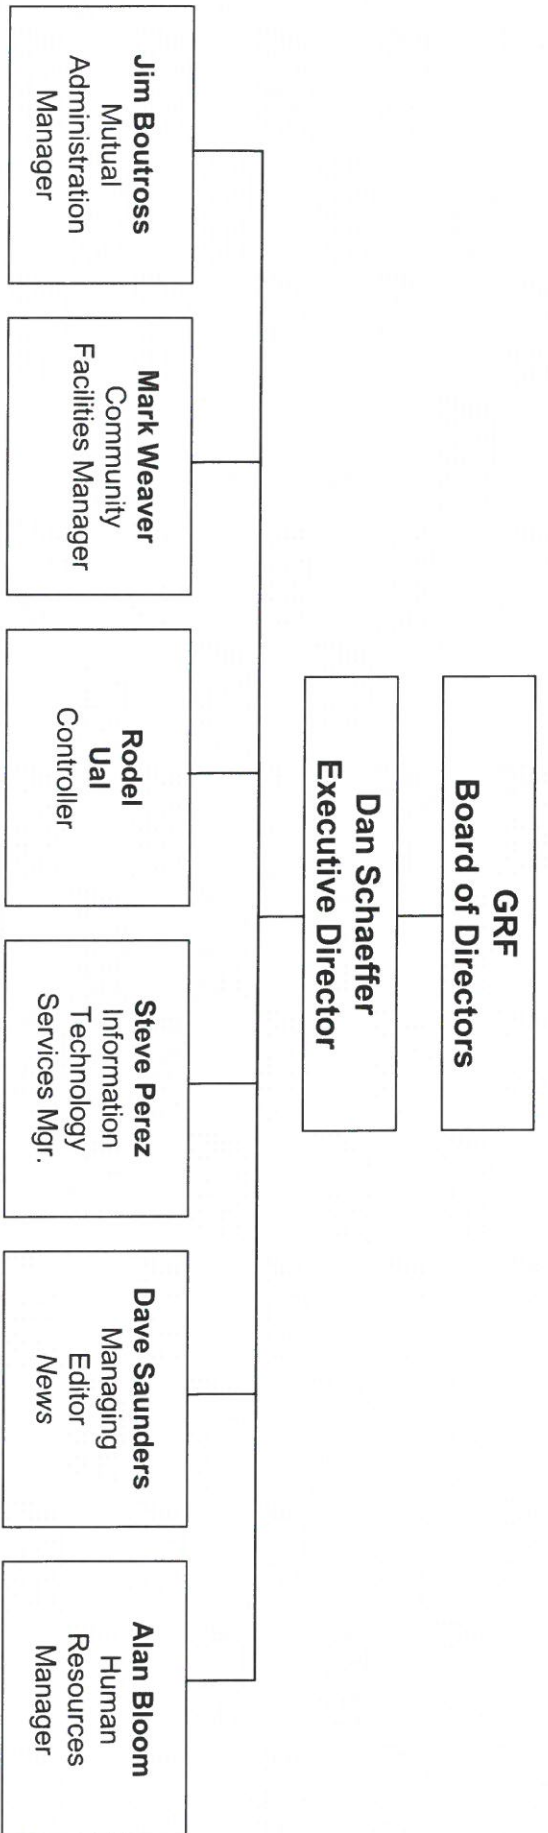 GRF
Board of Directors
Dan Schaeffer
Executive Director
Jim Boutross
Mutual
Administration
Manager
Mark Weaver
Community
Facilities Manager
Rodel
Ual
Controller
Steve Perez
Information
Technology
Services Mgr.
Dave Saunders
Managing
Editor
News
Alan Bloom
Human
Resources
Manager